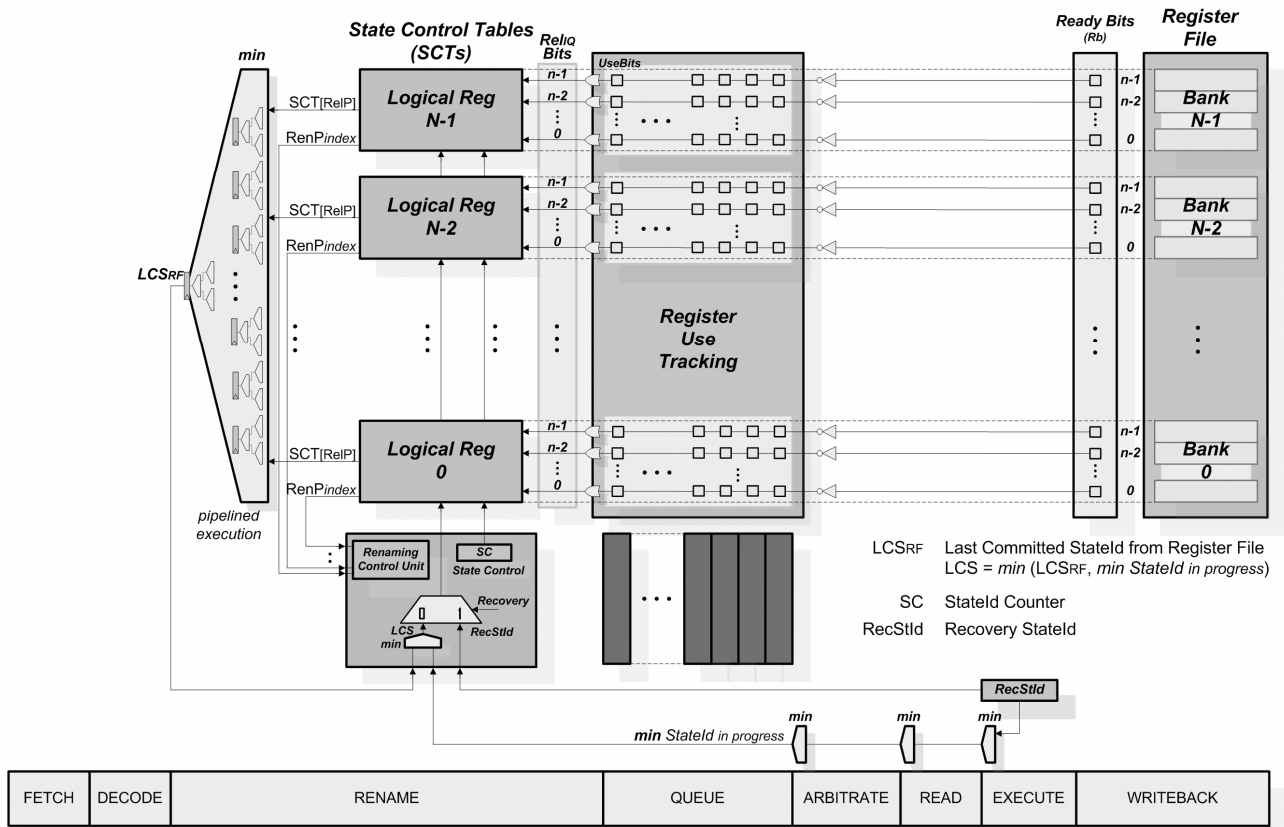 State Control Tables
(SCTs)
RelIQ
Bits
Ready Bits
(Rb)
Register
File
min
UseBits
SCT[RelP]
RenPindex
Logical Reg
N-1
n-1
n-2
0
n-1
n-2
0
Bank
N-1
SCT[RelP]
RenPindex
Logical Reg
N-2
n-1
n-2
0
n-1
n-2
0
Bank
N-2
LCSRF
Register
Use
Tracking
SCT[RelP]
RenPindex
Logical Reg
0
n-1
n-2
0
n-1
n-2
0
Bank
0
pipelined
execution
Renaming
Control Unit
SC
State Control
Recovery
LCS
min
0
1
RecStId
LCSRF Last Committed StateId from Register File
LCS = min (LCSRF, min StateId in progress)
SC StateId Counter
RecStId Recovery StateId
RecStId
min
min
min
min StateId in progress
FETCH
DECODE
RENAME
QUEUE
ARBITRATE
READ
EXECUTE
WRITEBACK